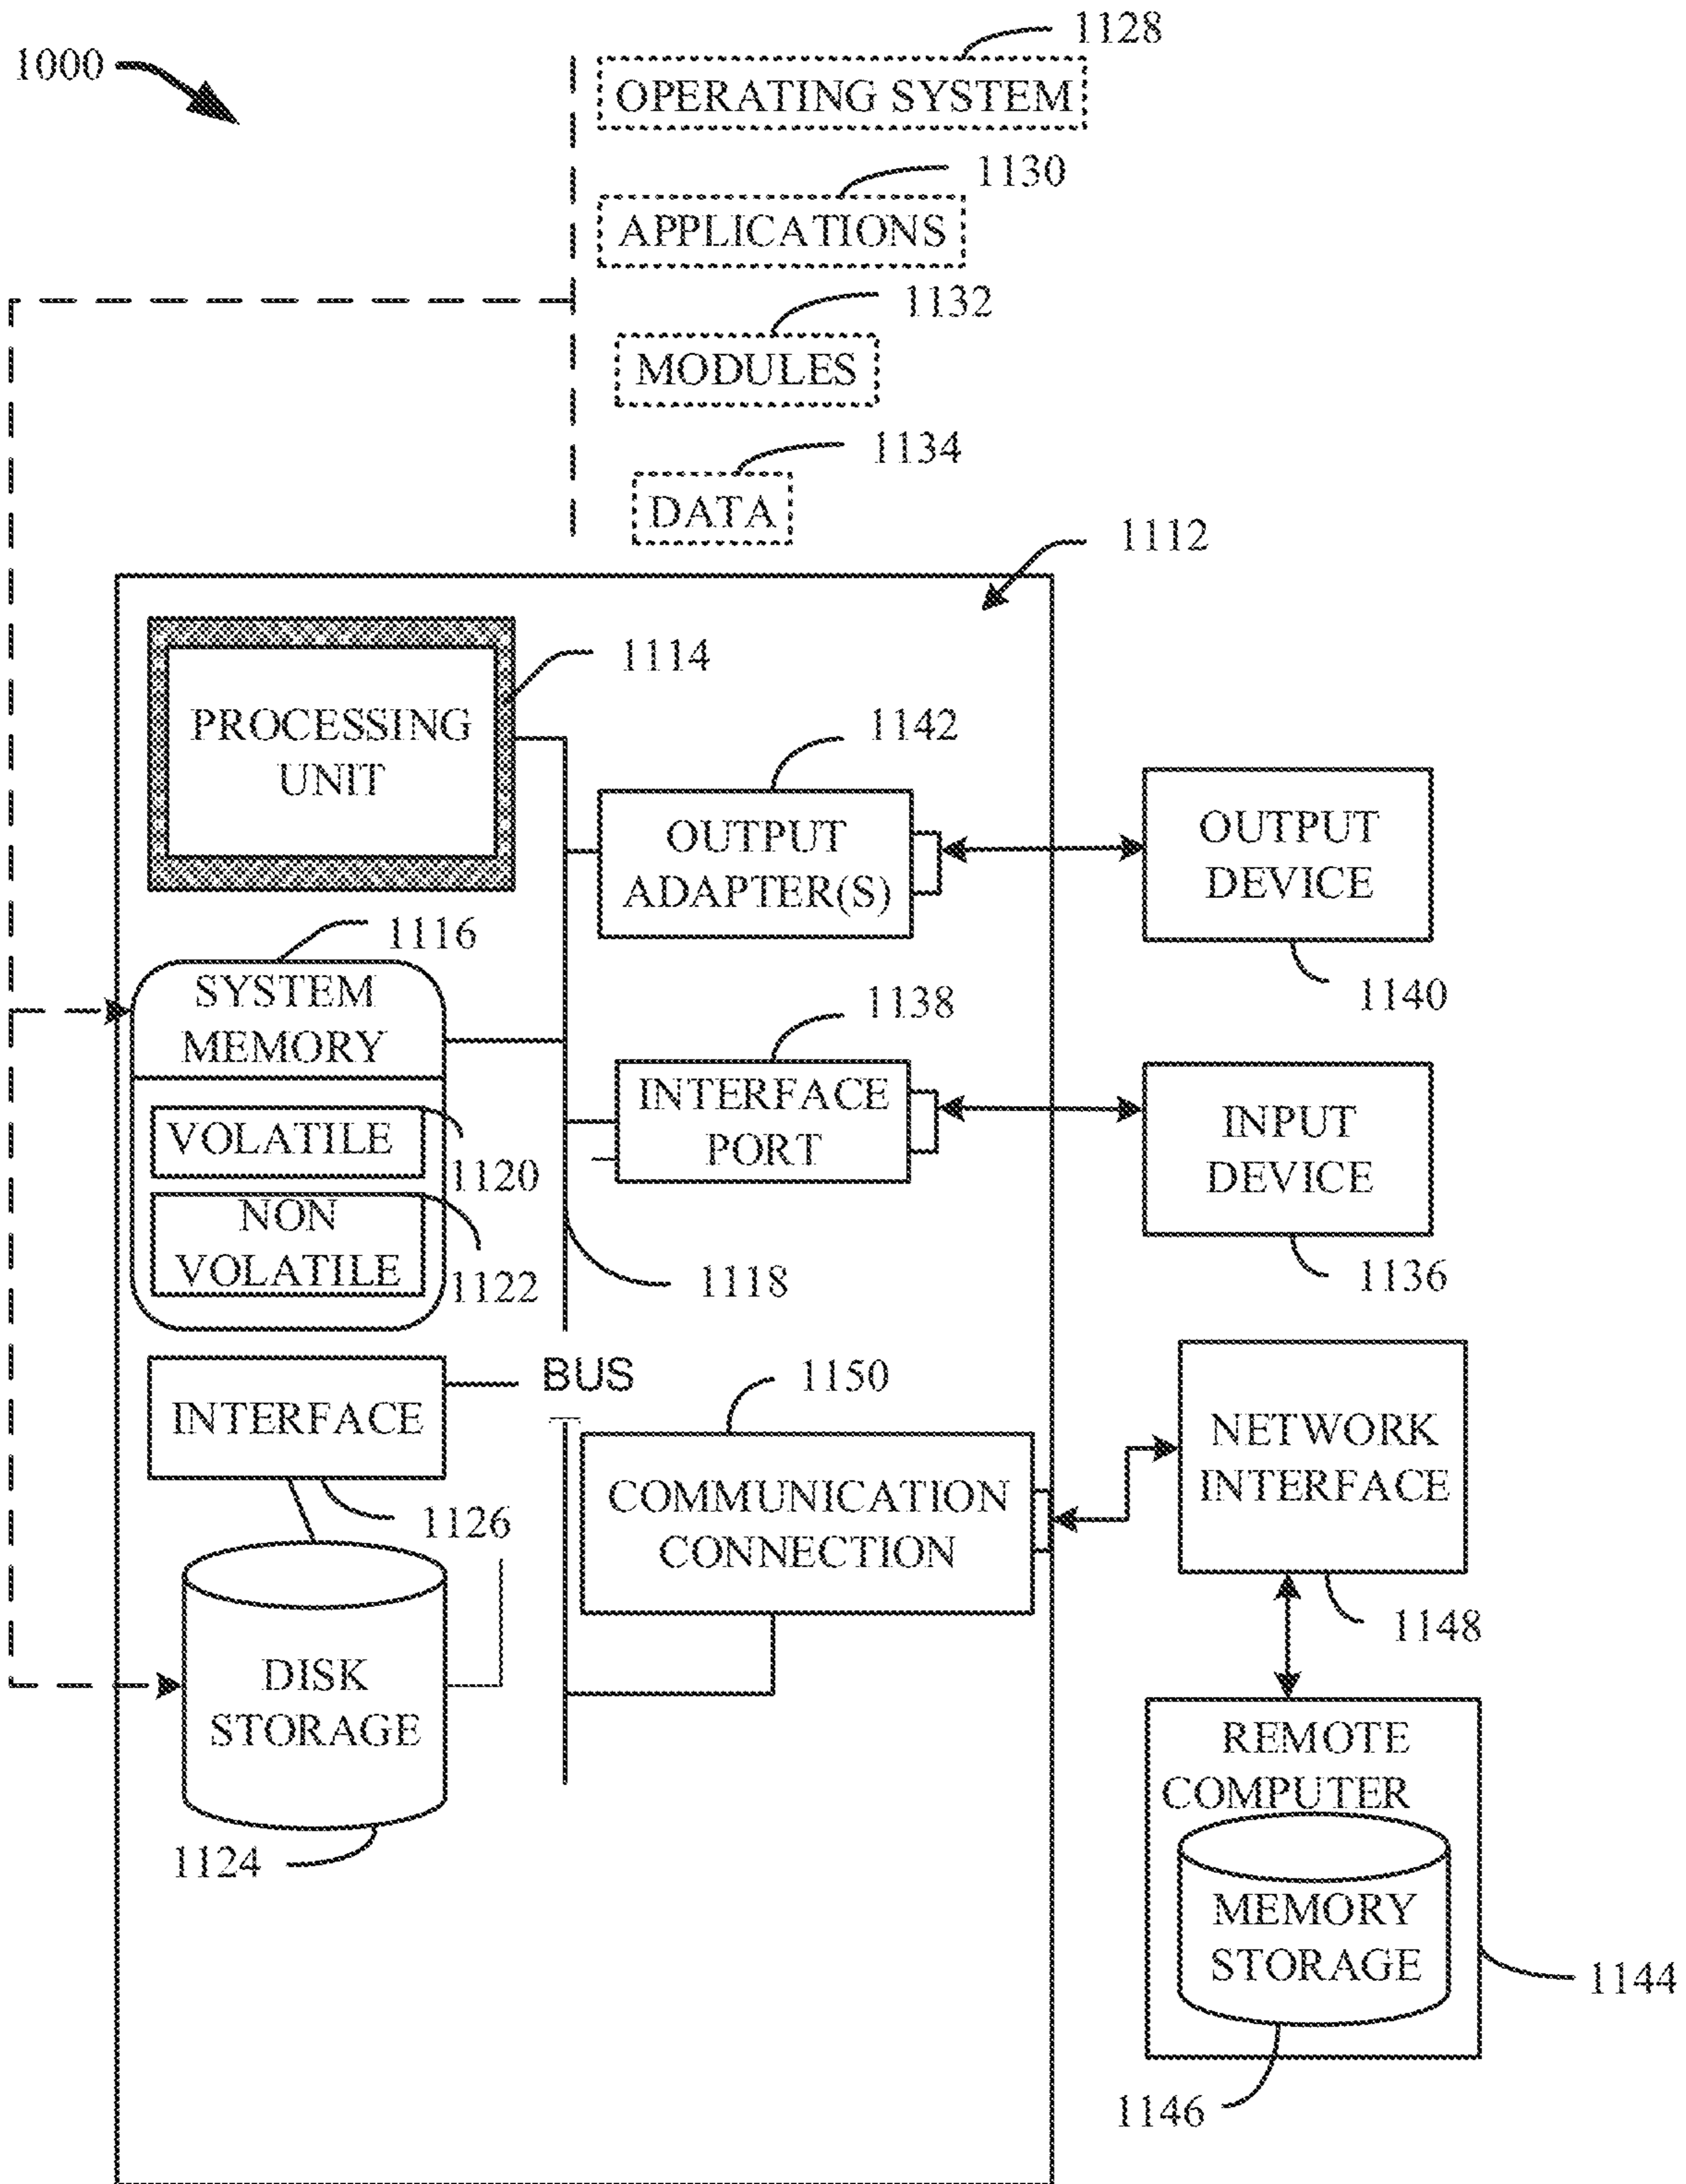 1000
1128
OPERATING SYSTEM
1130
APPLICATIONS
1132
MODULES
1134
DATA
1112
1114
PROCESSING
UNIT
1142
OUTPUT
ADAPTER(S)
OUTPUT
DEVICE
1140
1116
SYSTEM
MEMORY
VOLATILE
1120
NON
VOLATILE
1122
1138
INTERFACE
PORT
INPUT
DEVICE
1136
1118
BUS
INTERFACE
1126
1150
COMMUNICATION
CONNECTION
NETWORK
INTERFACE
1148
DISK
STORAGE
1124
REMOTE
COMPUTER
MEMORY
STORAGE
1144
1146